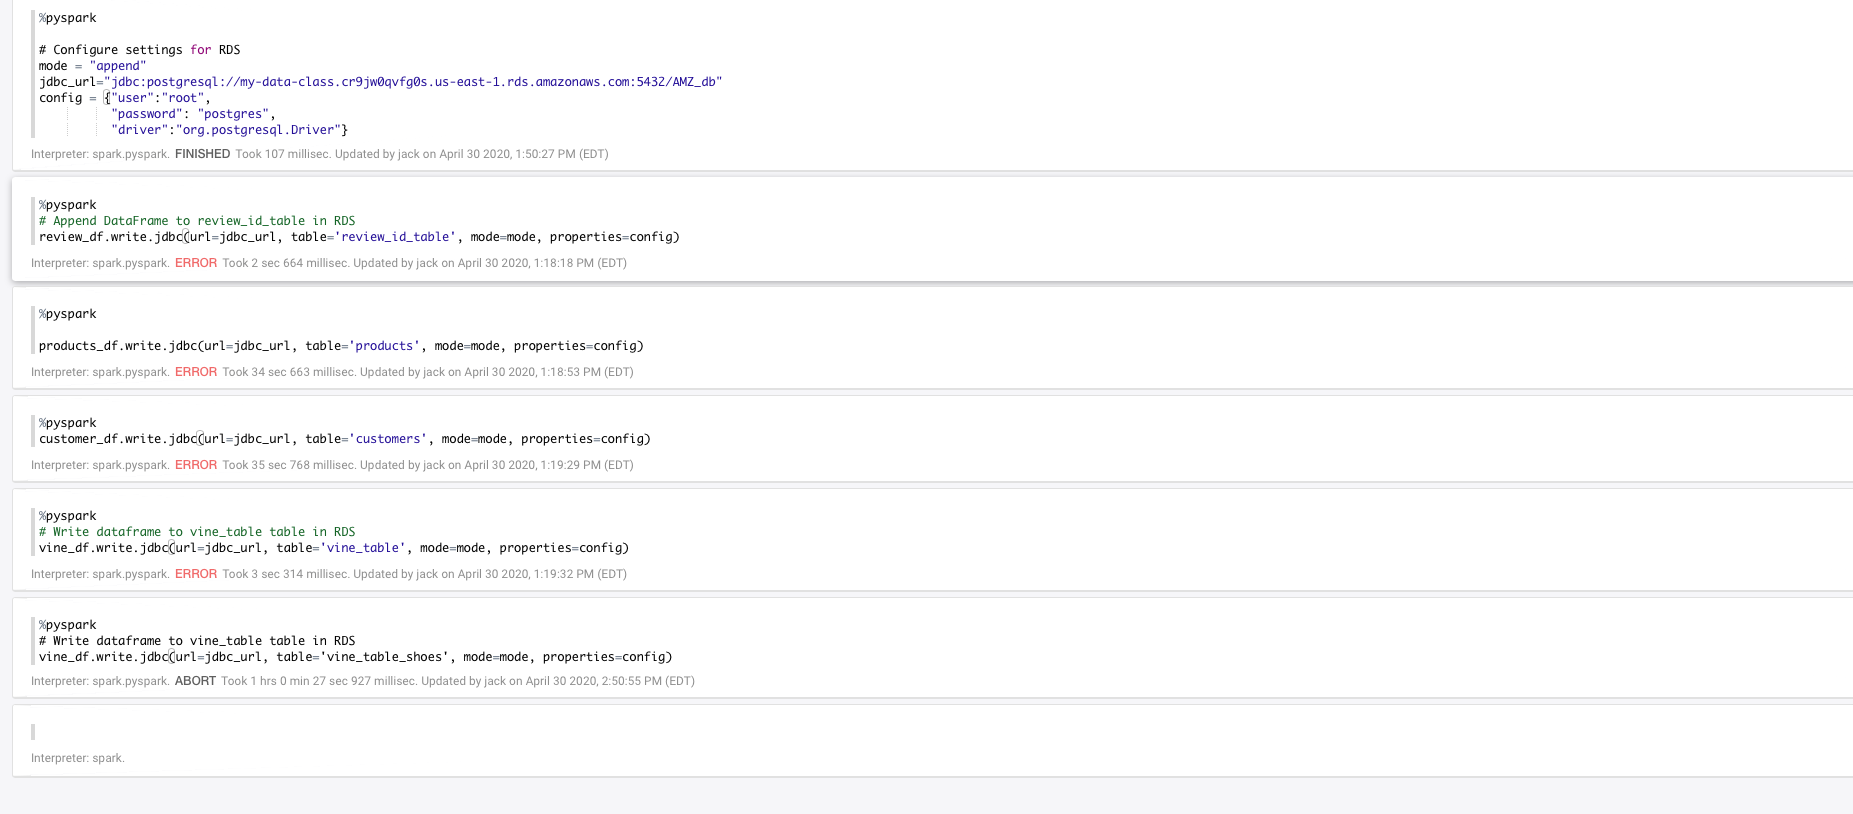 %pyspark
# Configure settings for RDS
mode = "append"
jdbc_url="jdbc:postgresql://my-data-class.cr9jw0qvfg0s.us-east-1.rds.amazonaws.com:5432/AMZ_db"
config = {"user":"root",
"password": "postgres",
"driver":"org.postgresql.Driver"}
Interpreter: spark.pyspark. FINISHED Took 107 millisec. Updated by jack on April 30 2020, 1:50:27 PM (EDT)
%pyspark
# Append DataFrame to review_id_table in RDS
review_df.write.jdbc(url=jdbc_url, table='review_id_table', mode=mode, properties=config)
Interpreter: spark.pyspark. ERROR Took 2 sec 664 millisec. Updated by jack on April 30 2020, 1:18:18 PM (EDT)
%pyspark
products_df.write.jdbc(url=jdbc_url, table='products', mode=mode, properties=config)
Interpreter: spark.pyspark. ERROR Took 34 sec 663 millisec. Updated by jack on April 30 2020, 1:18:53 PM (EDT)
%pyspark
customer_df.write.jdbc(url=jdbc_url, table='customers', mode=mode, properties=config)
Interpreter: spark.pyspark. ERROR Took 35 sec 768 millisec. Updated by jack on April 30 2020, 1:19:29 PM (EDT)
%pyspark
# Write dataframe to vine_table table in RDS
vine_df.write.jdbc(url=jdbc_url, table='vine_table', mode=mode, properties=config)
Interpreter: spark.pyspark. ERROR Took 3 sec 314 millisec. Updated by jack on April 30 2020, 1:19:32 PM (EDT)
%pyspark
# Write dataframe to vine_table table in RDS
vine_df.write.jdbc(url=jdbc_url, table='vine_table_shoes', mode=mode, properties=config)
Interpreter: spark.pyspark. ABORT Took 1 hrs 0 min 27 sec 927 millisec. Updated by jack on April 30 2020, 2:50:55 PM (EDT)
Interpreter: spark.